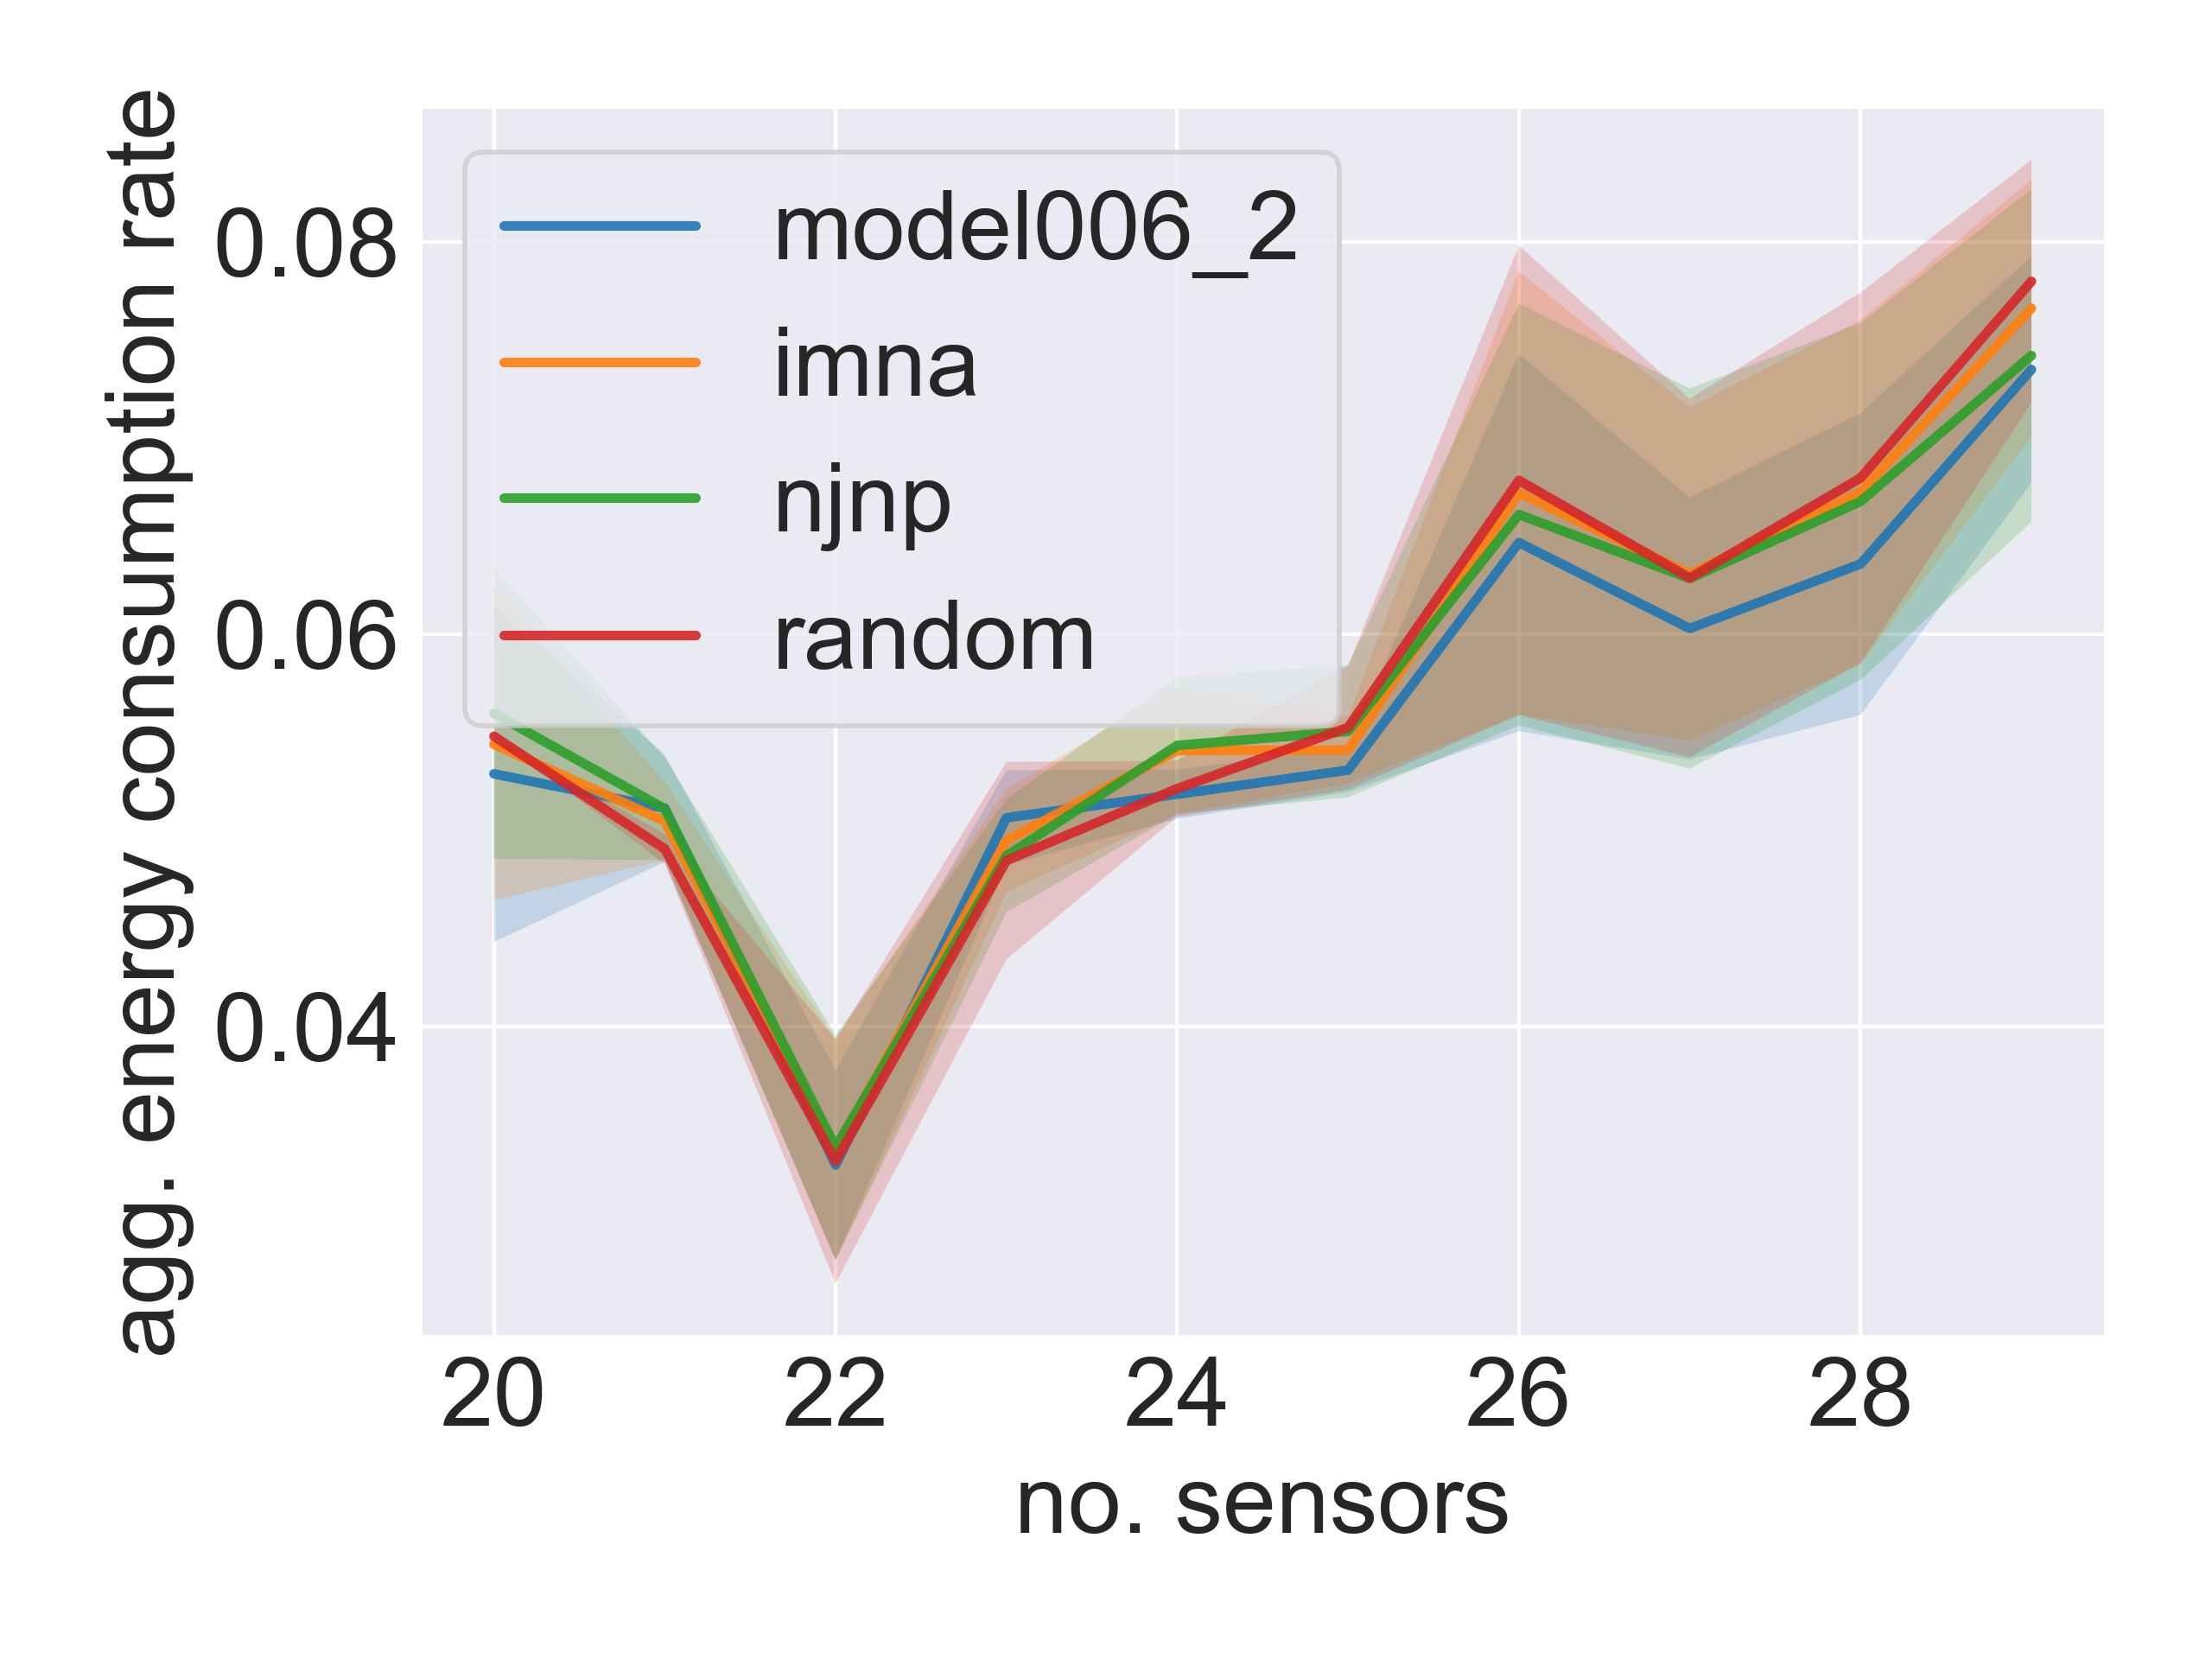 agg. energy consumption rate
0.08
0.06
0.04
model006_2
imna
njnp
random
20 22 24 26 28
no. sensors